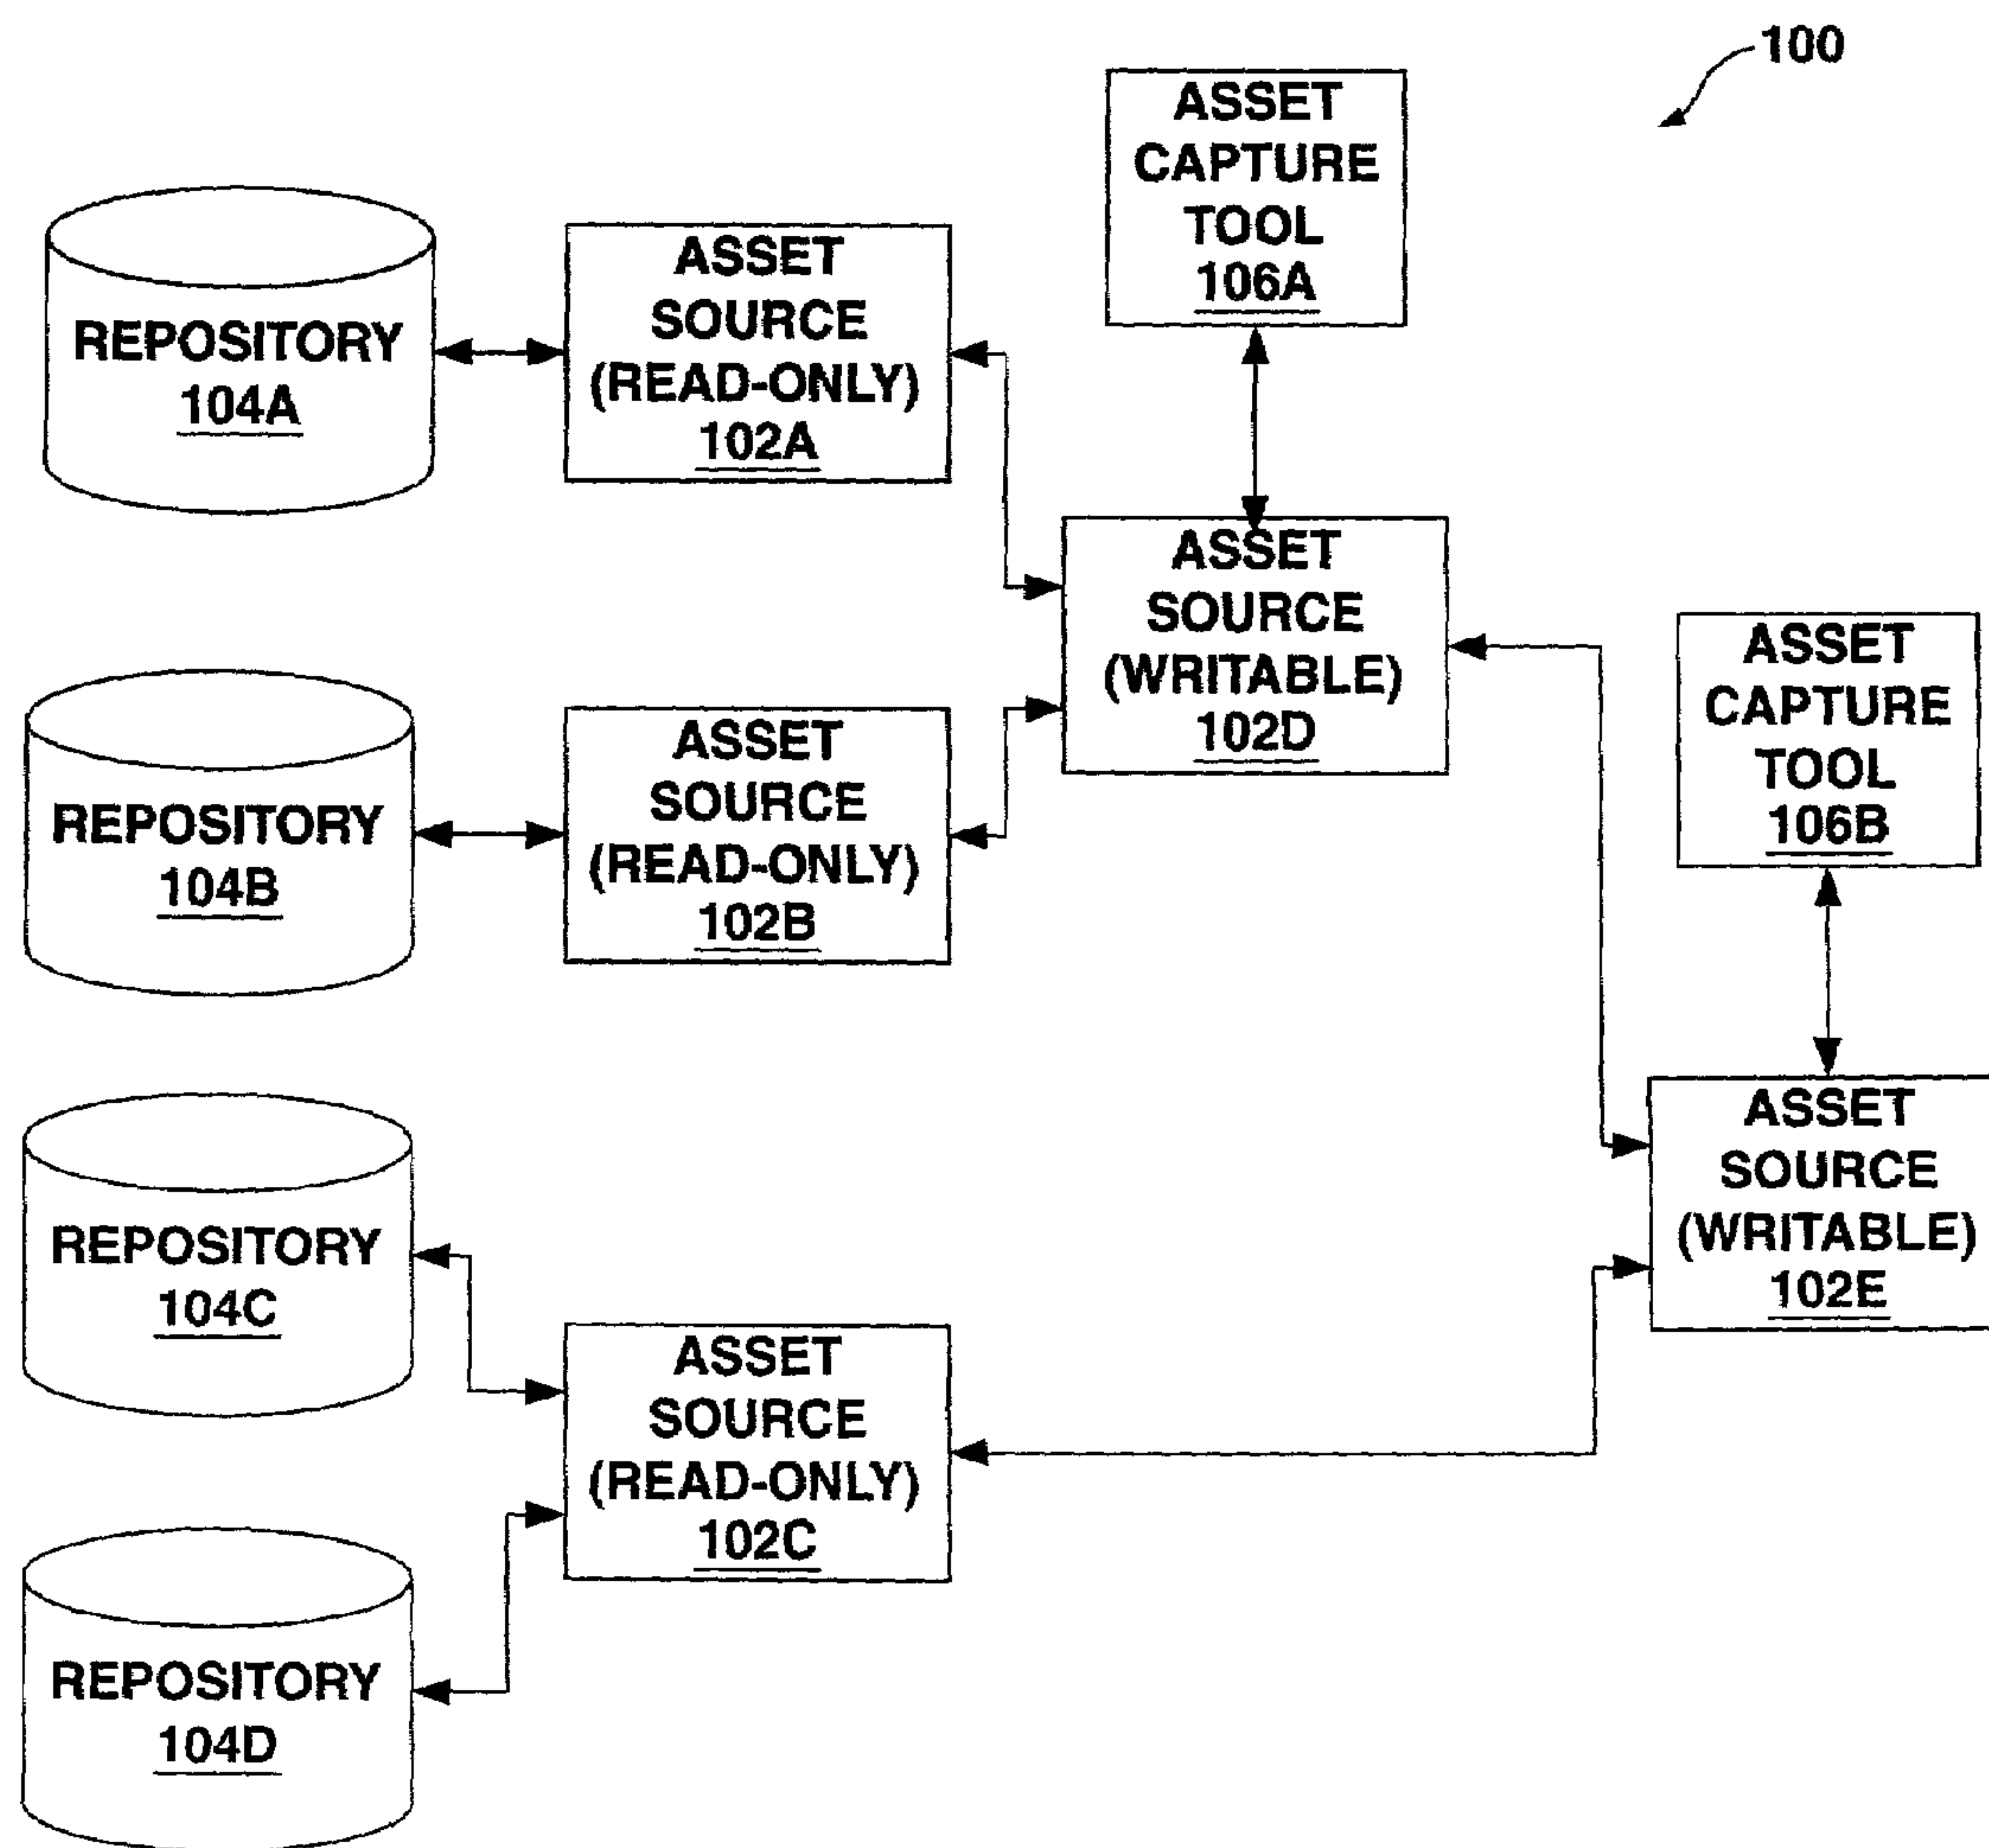 100
ASSET
CAPTURE
TOOL
106A
REPOSITORY
104A
ASSET
SOURCE
(READ-ONLY)
102A
ASSET
SOURCE
(WRITABLE)
102D
ASSET
CAPTURE
TOOL
106B
REPOSITORY
104B
ASSET
SOURCE
(READ-ONLY)
102B
ASSET
SOURCE
(WRITABLE)
102E
REPOSITORY
104C
ASSET
SOURCE
(READ-ONLY)
102C
REPOSITORY
104D